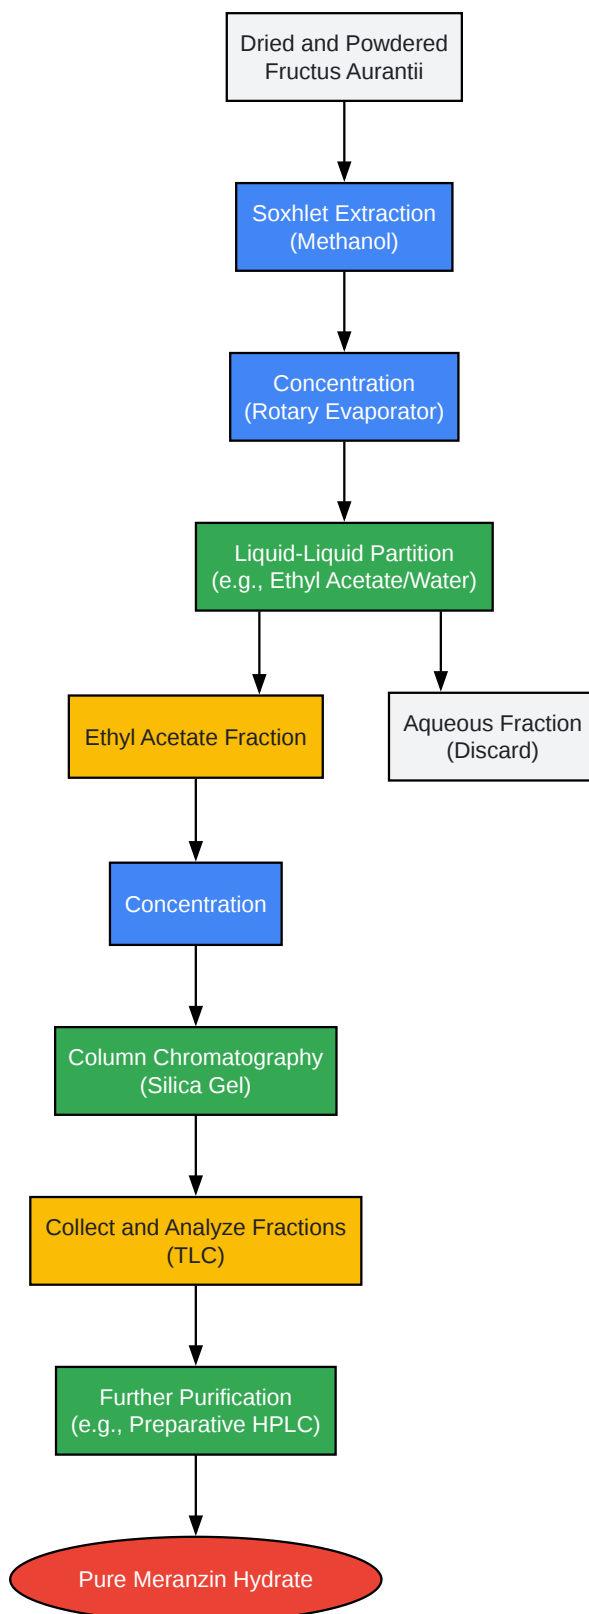 Dried and Powdered
Fructus Aurantii
Soxhlet Extraction
(Methanol)
Concentration
(Rotary Evaporator)
Liquid-Liquid Partition
(e.g., Ethyl Acetate/Water)
Ethyl Acetate Fraction
Aqueous Fraction
(Discard)
Concentration
Column Chromatography
(Silica Gel)
Collect and Analyze Fractions
(TLC)
Further Purification
(e.g., Preparative HPLC)
Pure Meranzin Hydrate